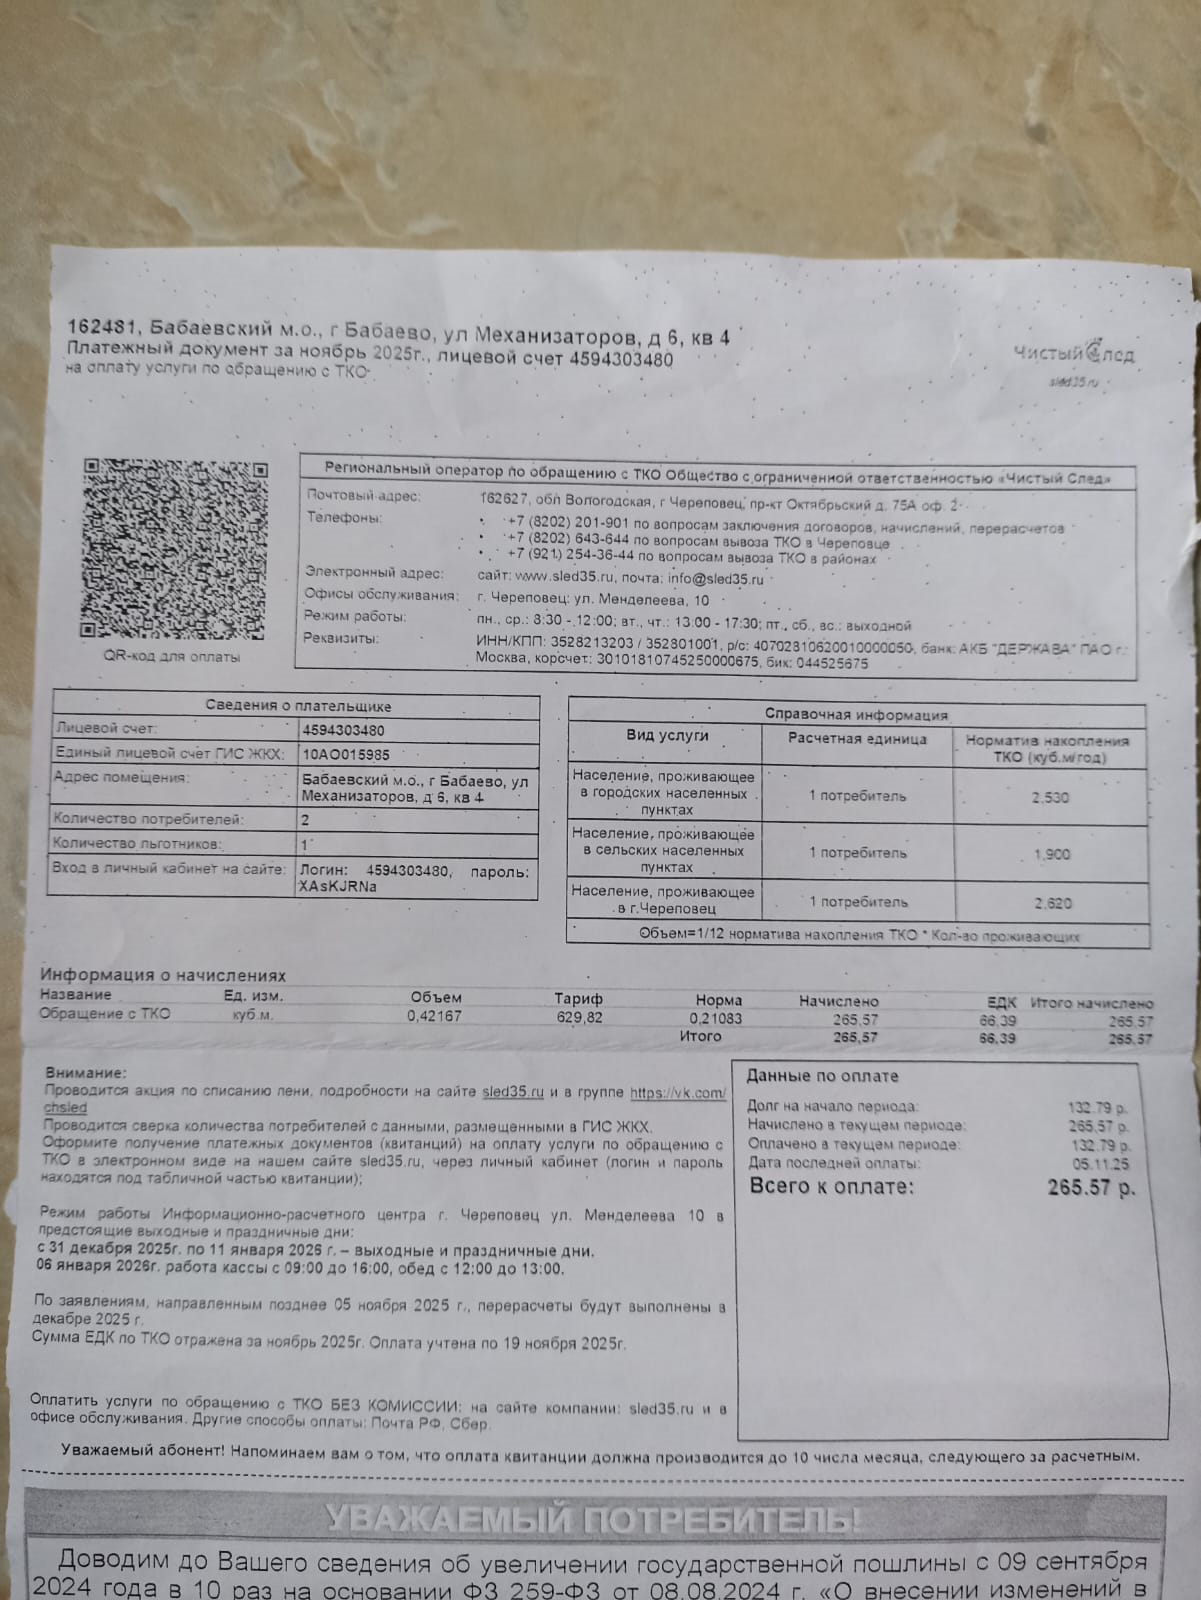 162481, Бабаевский м.о., г Бабаево, ул Механизаторов, д 6, кв 4
Платежный документ за ноябрь 2025г., лицевой счет 4594303480
на оплату услуги по обращению с ТКО
Чистый След
sled35.ru
QR-код для оплаты
Региональный оператор по обращению с ТКО Общество с ограниченной ответственностью «Чистый След»
Почтовый адрес: 162627, обл Вологодская, г Череповец, пр-кт Октябрьский д. 75А оф. 2
Телефоны: • +7 (8202) 201-901 по вопросам заключения договоров, начислений, перерасчетов
• +7 (8202) 643-644 по вопросам вывоза ТКО в Череповце
• +7 (921) 254-36-44 по вопросам вывоза ТКО в районах
Электронный адрес: сайт: www.sled35.ru, почта: info@sled35.ru
Офисы обслуживания: г. Череповец: ул. Менделеева, 10
Режим работы: пн., ср.: 8:30 - 12:00; вт., чт.: 13:00 - 17:30; пт., сб., вс.: выходной
Реквизиты: ИНН/КПП: 3528213203 / 352801001, р/с: 40702810620010000050, банк: АКБ "ДЕРЖАВА" ПАО г.
Москва, корсчет: 30101810745250000675, бик: 044525675
Сведения о плательщике
Лицевой счет: 4594303480
Единый лицевой счет ГИС ЖКХ: 10АО015985
Адрес помещения: Бабаевский м.о., г Бабаево, ул
Механизаторов, д 6, кв 4
Количество потребителей: 2
Количество льготников: 1
Вход в личный кабинет на сайте: Логин: 4594303480, пароль:
XAsKJRNa
Справочная информация
Вид услуги Расчетная единица Норматив накопления
ТКО (куб.м/год)
Население, проживающее
в городских населенных
пунктах
1 потребитель 2,530
Население, проживающее
в сельских населенных
пунктах
1 потребитель 1,900
Население, проживающее
в г.Череповец
1 потребитель 2,620
Объем=1/12 норматива накопления ТКО * Кол-во проживающих
Информация о начислениях
Название Ед. изм. Объем Тариф Норма Начислено ЕДК Итого начислено
Обращение с ТКО куб.м. 0,42167 629,82 0,21083 265,57 66,39 265,57
Итого 265,57 66,39 265,57
Внимание:
Проводится акция по списанию пени, подробности на сайте sled35.ru и в группе https://vk.com/
chsled
Проводится сверка количества потребителей с данными, размещенными в ГИС ЖКХ.
Оформите получение платежных документов (квитанций) на оплату услуги по обращению с
ТКО в электронном виде на нашем сайте sled35.ru, через личный кабинет (логин и пароль
находятся под табличной частью квитанции);
Режим работы Информационно-расчетного центра г. Череповец ул. Менделеева 10 в
предстоящие выходные и праздничные дни:
с 31 декабря 2025г. по 11 января 2026 г. – выходные и праздничные дни.
06 января 2026г. работа кассы с 09:00 до 16:00, обед с 12:00 до 13:00.
По заявлениям, направленным позднее 05 ноября 2025 г., перерасчеты будут выполнены в
декабре 2025 г.
Сумма ЕДК по ТКО отражена за ноябрь 2025г. Оплата учтена по 19 ноября 2025г.
Оплатить услуги по обращению с ТКО БЕЗ КОМИССИИ: на сайте компании: sled35.ru и в
офисе обслуживания. Другие способы оплаты: Почта РФ, Сбер.
Данные по оплате
Долг на начало периода: 132.79 р.
Начислено в текущем периоде: 265,57 р.
Оплачено в текущем периоде: 132.79 р.
Дата последней оплаты: 05.11.25
Всего к оплате: 265.57 р.
Уважаемый абонент! Напоминаем вам о том, что оплата квитанции должна производится до 10 числа месяца, следующего за расчетным.
УВАЖАЕМЫЙ ПОТРЕБИТЕЛЬ!
Доводим до Вашего сведения об увеличении государственной пошлины с 09 сентября
2024 года в 10 раз на основании ФЗ 259-ФЗ от 08.08.2024 г. «О внесении изменений в